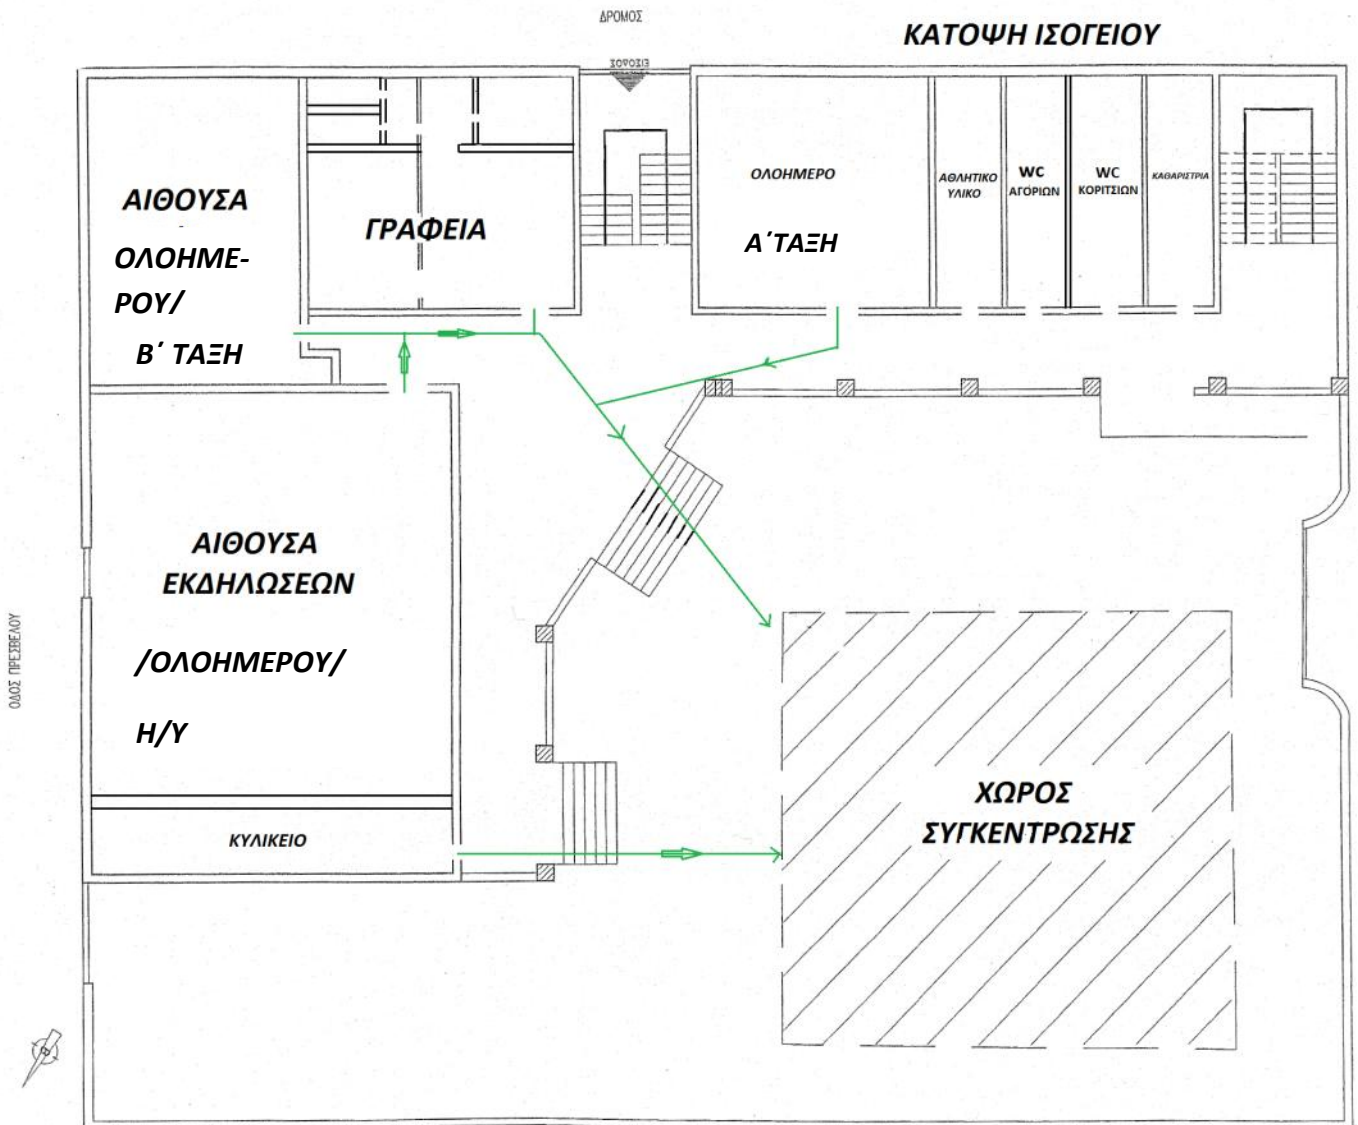 ΔΡΟΜΟΣ
ΚΑΤΟΨΗ ΙΣΟΓΕΙΟΥ
ΕΙΣΟΔΟΣ
ΑΙΘΟΥΣΑ
ΟΛΟΗΜΕ-
ΡΟΥ/
Β΄ ΤΑΞΗ
ΓΡΑΦΕΙΑ
ΟΛΟΗΜΕΡΟ
Α΄ΤΑΞΗ
ΑΘΛΗΤΙΚΟ
ΥΛΙΚΟ
WC
ΑΓΟΡΙΩΝ
WC
ΚΟΡΙΤΣΙΩΝ
ΚΑΘΑΡΙΣΤΡΙΑ
ΑΙΘΟΥΣΑ
ΕΚΔΗΛΩΣΕΩΝ
/ΟΛΟΗΜΕΡΟΥ/
Η/Υ
ΚΥΛΙΚΕΙΟ
ΟΔΟΣ ΠΡΕΣΒΕΛΟΥ
ΧΩΡΟΣ
ΣΥΓΚΕΝΤΡΩΣΗΣ